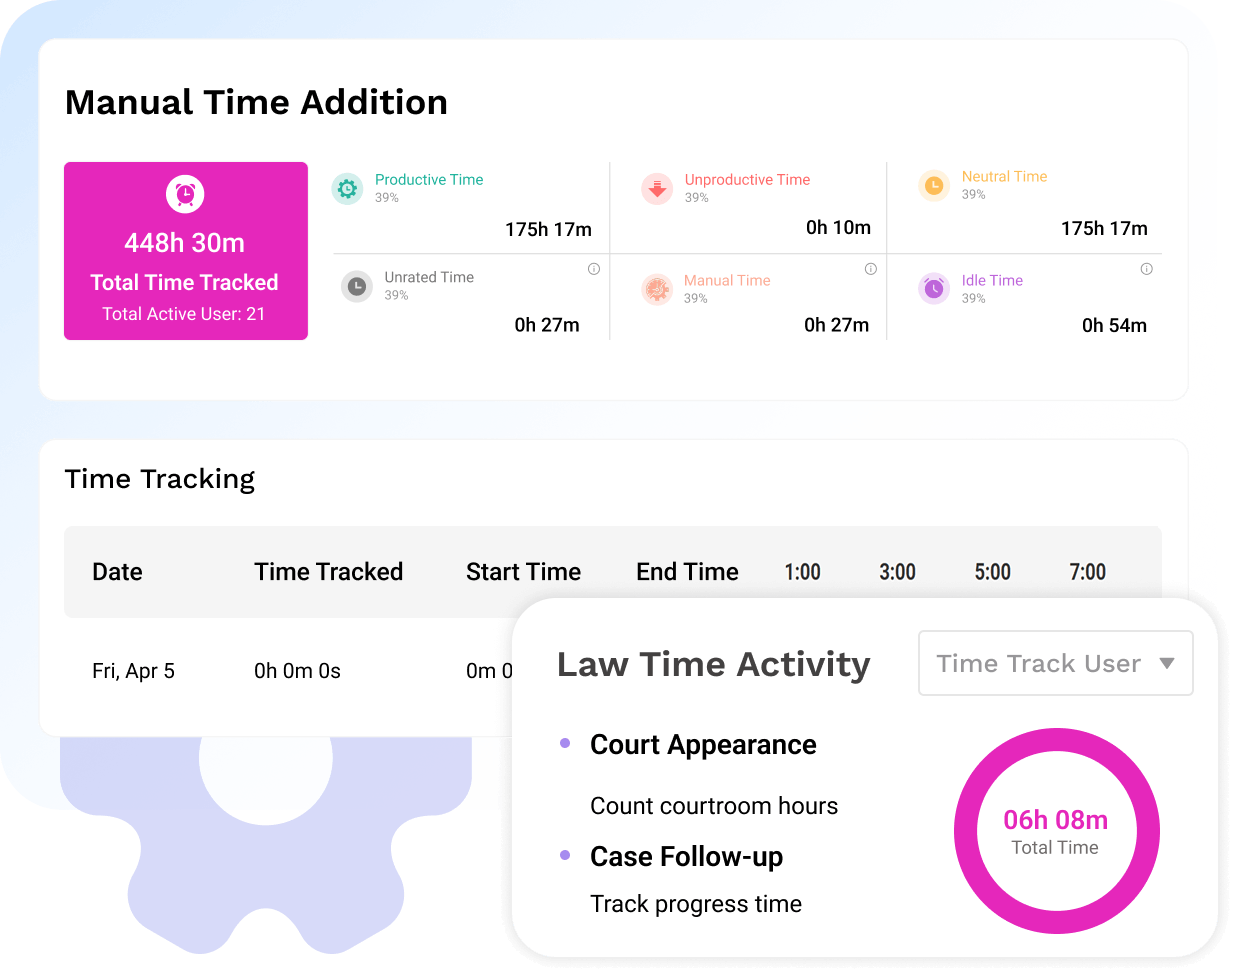 Manual Time Addition
448h 30m
Total Time Tracked
Total Active User: 21
Productive Time
39%
175h 17m
Unproductive Time
39%
0h 10m
Neutral Time
39%
175h 17m
Unrated Time
39%
0h 27m
Manual Time
39%
0h 27m
Idle Time
39%
0h 54m
Time Tracking
Date Time Tracked Start Time End Time 1:00 3:00 5:00 7:00
Fri, Apr 5 0h 0m 0s 0m 0
Law Time Activity
Time Track User
Court Appearance
Count courtroom hours
Case Follow-up
Track progress time
06h 08m
Total Time